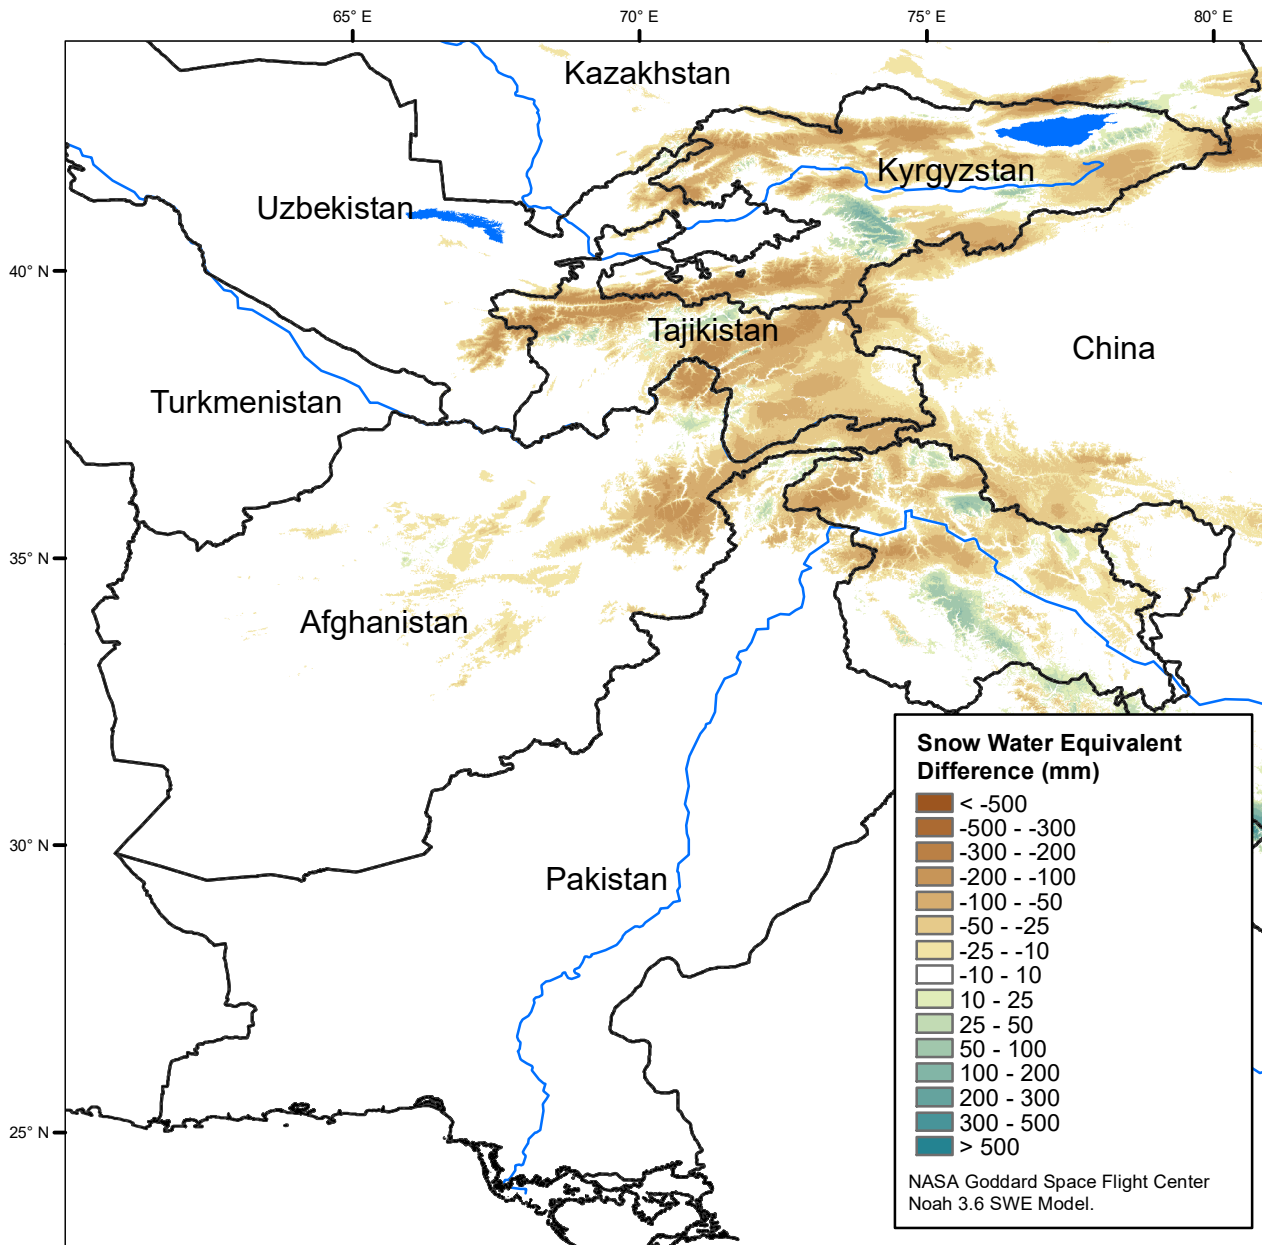 65° E
70° E
75° E
80° E
Kazakhstan
Kyrgyzstan
Uzbekistan
40° N
Tajikistan
China
Turkmenistan
35° N
Afghanistan
Snow Water Equivalent
Difference (mm)
< -500
-500 - -300
-300 - -200
-200 - -100
-100 - -50
-50 - -25
-25 - -10
-10 - 10
10 - 25
25 - 50
50 - 100
100 - 200
200 - 300
300 - 500
> 500
NASA Goddard Space Flight Center
Noah 3.6 SWE Model.
30° N
Pakistan
25° N